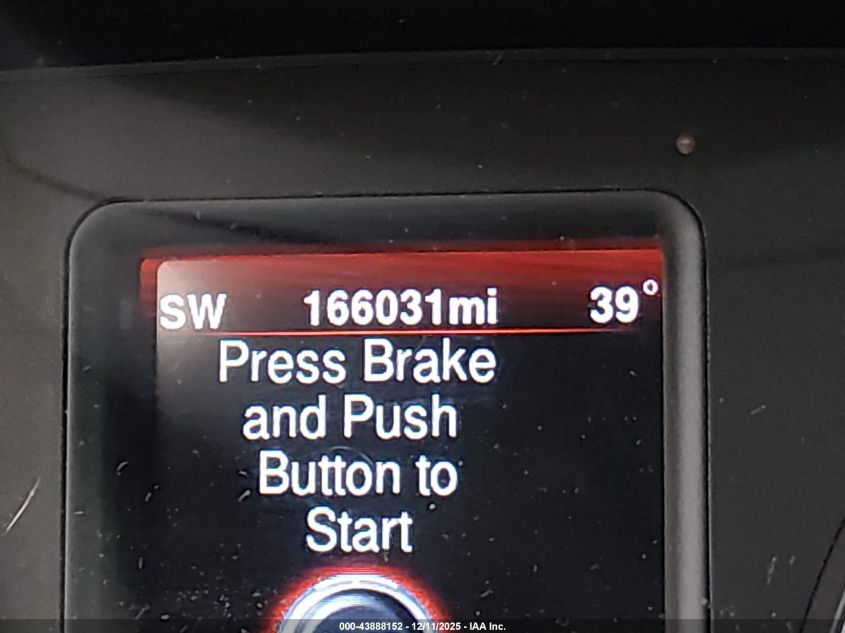 SW 166031mi 39°
Press Brake
and Push
Button to
Start
000-43888152 - 12/11/2025 - IAA Inc.